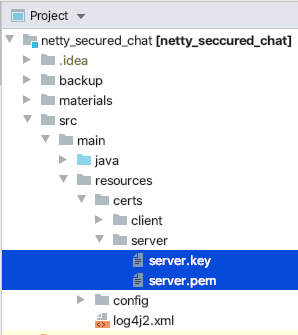 Project
netty_secured_chat [netty_seccured_chat]
.idea
backup
materials
src
main
java
resources
certs
client
server
server.key
server.pem
config
log4j2.xml